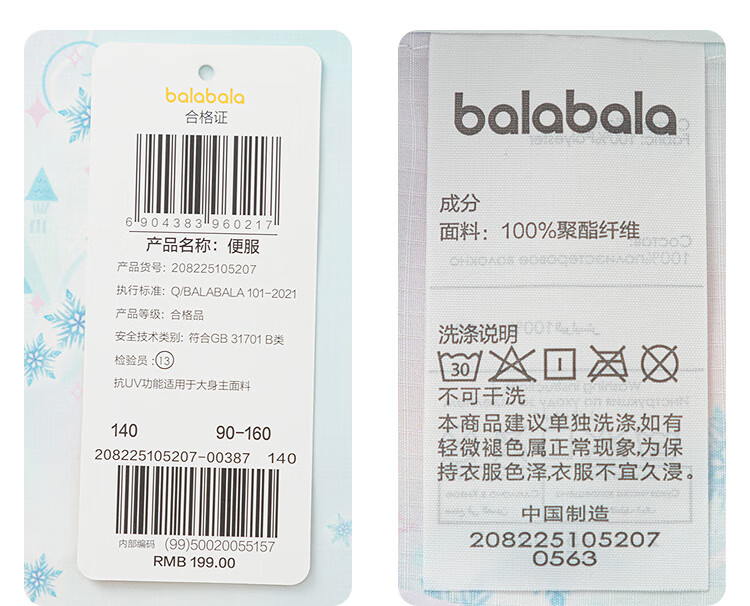 balabala
合格证
6 904383 960217
产品名称：便服
产品货号：208225105207
执行标准：Q/BALABALA 101-2021
产品等级：合格品
安全技术类别：符合GB 31701 B类
检验员：13
抗UV功能适用于大身主面料
140 90-160
208225105207-00387 140
内部编码 (99)50020055157
RMB 199.00
balabala
成分
面料：100%聚酯纤维
洗涤说明
30
不可干洗
本商品建议单独洗涤,如有
轻微褪色属正常现象,为保
持衣服色泽,衣服不宜久浸。
中国制造
208225105207
0563